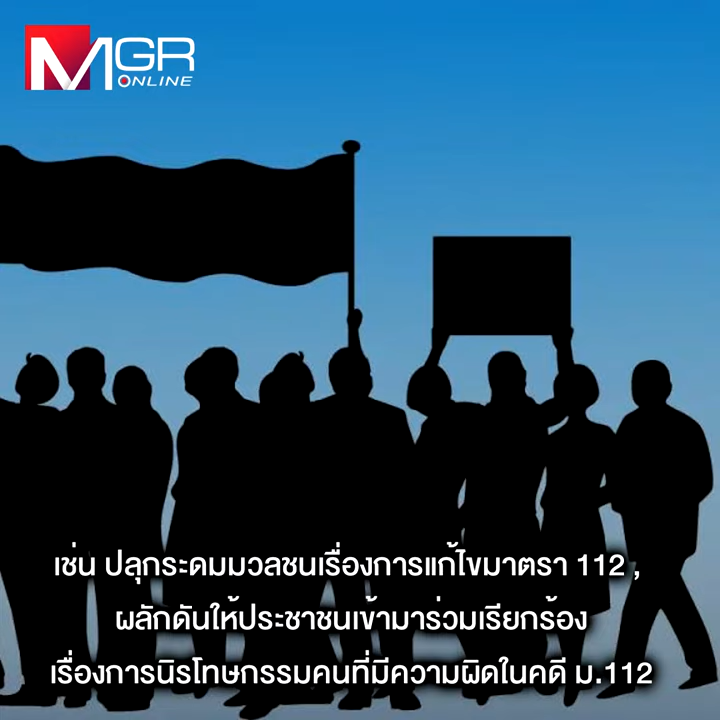 MGR
ONLINE
เช่น ปลุกระดมมวลชนเรื่องการแก้ไขมาตรา 112 ,
ผลักดันให้ประชาชนเข้ามาร่วมเรียกร้อง
เรื่องการนิรโทษกรรมคนที่มีความผิดในคดี ม.112